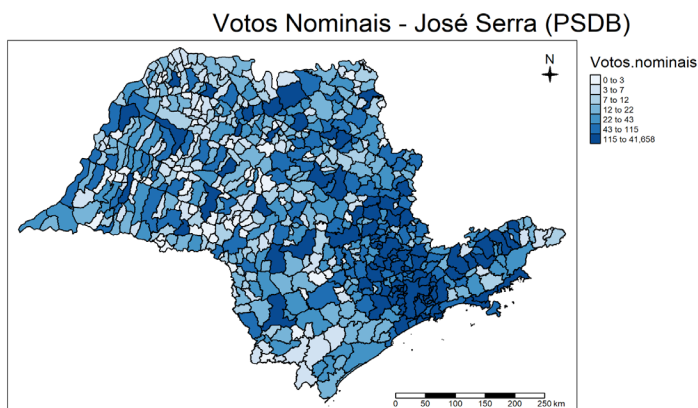 Votos Nominais - José Serra (PSDB)
N
Votos.nominais
0 to 3
3 to 7
7 to 12
12 to 22
22 to 43
43 to 115
115 to 41,658
0 50 100 150 200 250 km